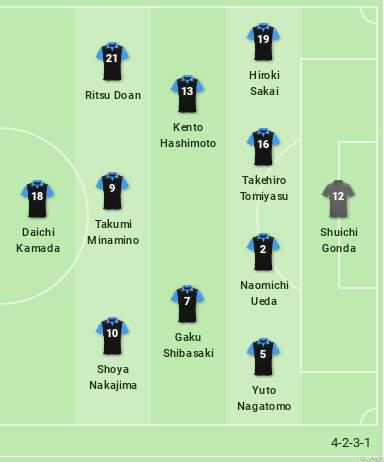 19
Hiroki
Sakai
21
Ritsu Doan
13
Kento
Hashimoto
16
Takehiro
Tomiyasu
18
Daichi
Kamada
9
Takumi
Minamino
12
Shuichi
Gonda
2
Naomichi
Ueda
7
Gaku
Shibasaki
10
Shoya
Nakajima
5
Yuto
Nagatomo
4-2-3-1